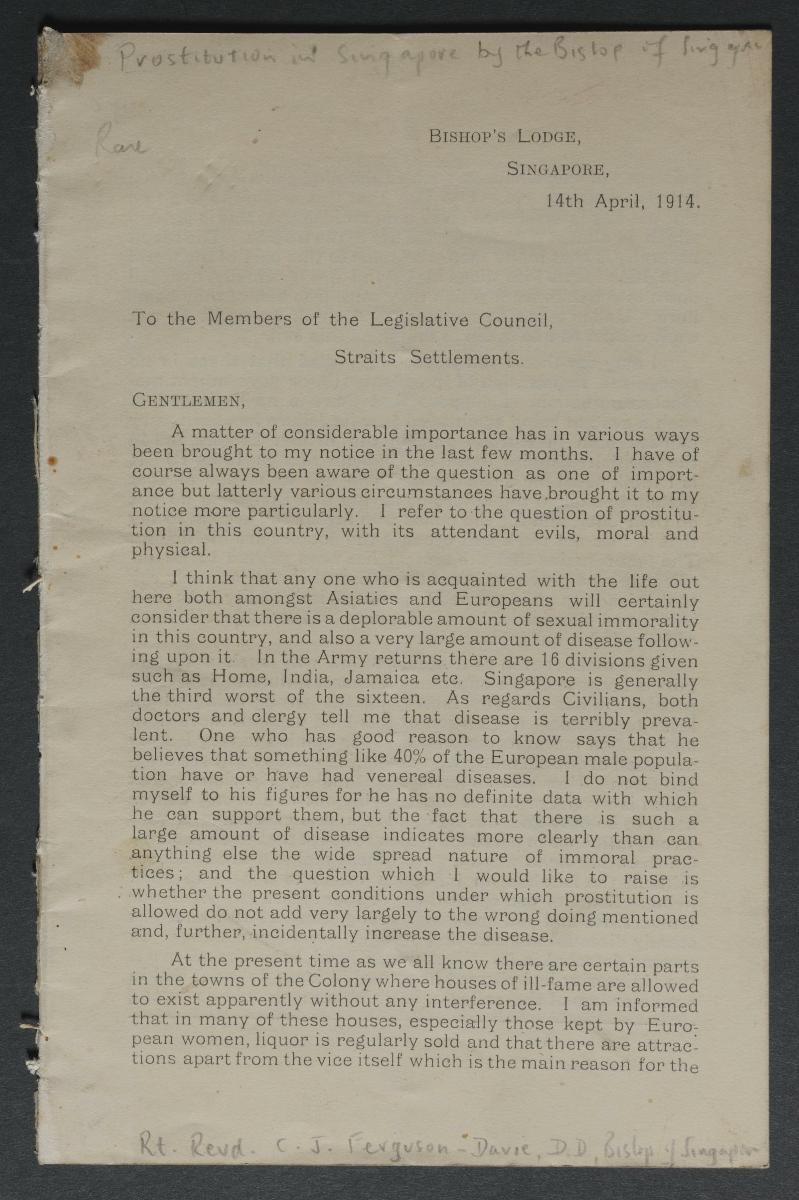 Prostitution in Singapore by the Bishop of Singapore
Rare
BISHOP'S LODGE,
SINGAPORE,
14th April, 1914.
To the Members of the Legislative Council,
Straits Settlements.
GENTLEMEN,
A matter of considerable importance has in various ways
been brought to my notice in the last few months. I have of
course always been aware of the question as one of import-
ance but latterly various circumstances have brought it to my
notice more particularly. I refer to the question of prostitu-
tion in this country, with its attendant evils, moral and
physical.
I think that any one who is acquainted with the life out
here both amongst Asiatics and Europeans will certainly
consider that there is a deplorable amount of sexual immorality
in this country, and also a very large amount of disease follow-
ing upon it. In the Army returns there are 16 divisions given
such as Home, India, Jamaica etc. Singapore is generally
the third worst of the sixteen. As regards Civilians, both
doctors and clergy tell me that disease is terribly preva-
lent. One who has good reason to know says that he
believes that something like 40% of the European male popula-
tion have or have had venereal diseases. I do not bind
myself to his figures for he has no definite data with which
he can support them, but the fact that there is such a
large amount of disease indicates more clearly than can
anything else the wide spread nature of immoral prac-
tices; and the question which I would like to raise is
whether the present conditions under which prostitution is
allowed do not add very largely to the wrong doing mentioned
and, further, incidentally increase the disease.
At the present time as we all know there are certain parts
in the towns of the Colony where houses of ill-fame are allowed
to exist apparently without any interference. I am informed
that in many of these houses, especially those kept by Euro-
pean women, liquor is regularly sold and that there are attrac-
tions apart from the vice itself which is the main reason for the
Rt. Revd. C. J. Ferguson-Davie, D.D, Bishop of Singapore